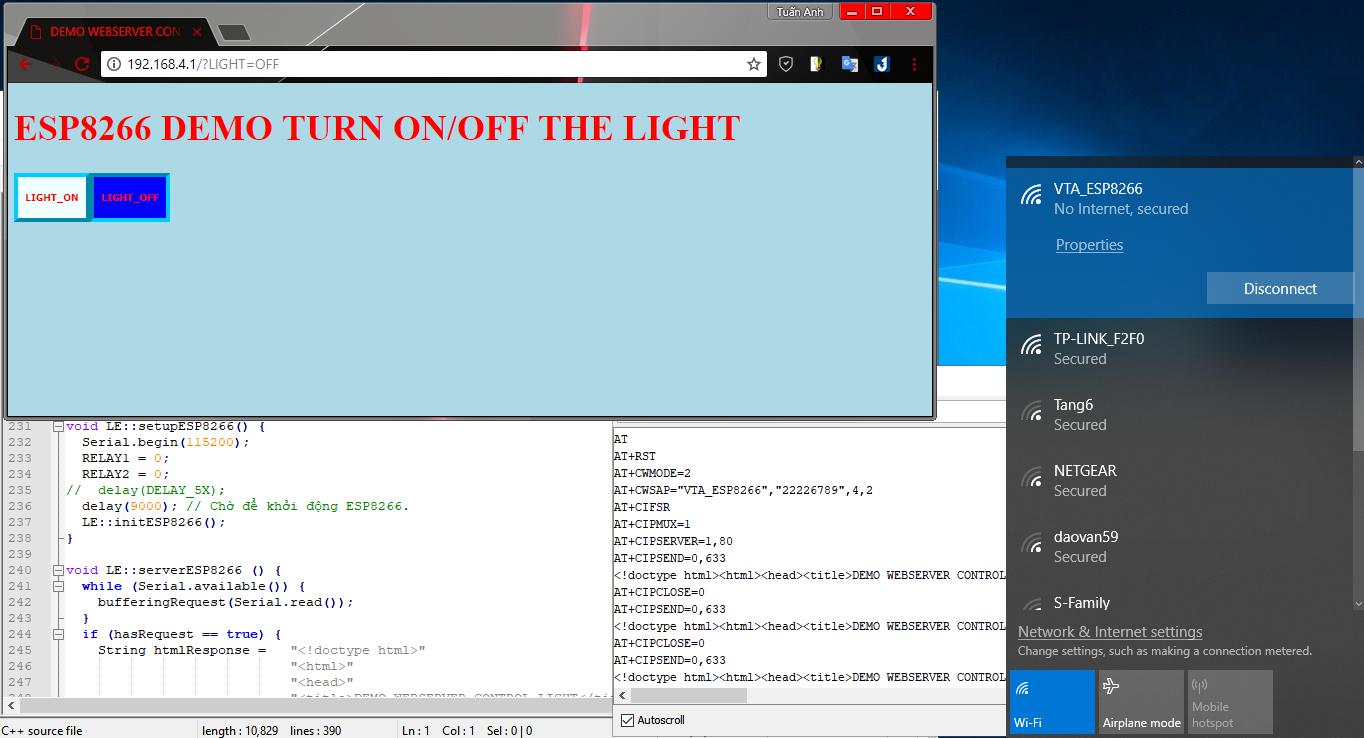 Tuấn Anh
DEMO WEBSERVER CON
192.168.4.1/?LIGHT=OFF
ESP8266 DEMO TURN ON/OFF THE LIGHT
LIGHT_ON LIGHT_OFF
231 void LE::setupESP8266() {
232 Serial.begin(115200);
233 RELAY1 = 0;
234 RELAY2 = 0;
235 // delay(DELAY_5X);
236 delay(9000); // Chờ để khởi động ESP8266.
237 LE::initESP8266();
238 }
239
240 void LE::serverESP8266 () {
241 while (Serial.available()) {
242 bufferingRequest(Serial.read());
243 }
244 if (hasRequest == true) {
245 String htmlResponse = "<!doctype html>"
246 "<html>"
247 "<head>"
248 "<title>DEMO WEBSERVER CONTROL LIGHT</ti
C++ source file length : 10,829 lines : 390 Ln : 1 Col : 1 Sel : 0 | 0
AT
AT+RST
AT+CWMODE=2
AT+CWSAP="VTA_ESP8266","22226789",4,2
AT+CIFSR
AT+CIPMUX=1
AT+CIPSERVER=1,80
AT+CIPSEND=0,633
<!doctype html><html><head><title>DEMO WEBSERVER CONTROL
AT+CIPCLOSE=0
AT+CIPSEND=0,633
<!doctype html><html><head><title>DEMO WEBSERVER CONTROL
AT+CIPCLOSE=0
AT+CIPSEND=0,633
<!doctype html><html><head><title>DEMO WEBSERVER CONTROL
Autoscroll
VTA_ESP8266
No Internet, secured
Properties
Disconnect
TP-LINK_F2F0
Secured
Tang6
Secured
NETGEAR
Secured
daovan59
Secured
S-Family
Network & Internet settings
Change settings, such as making a connection metered.
Wi-Fi
Airplane mode
Mobile
hotspot